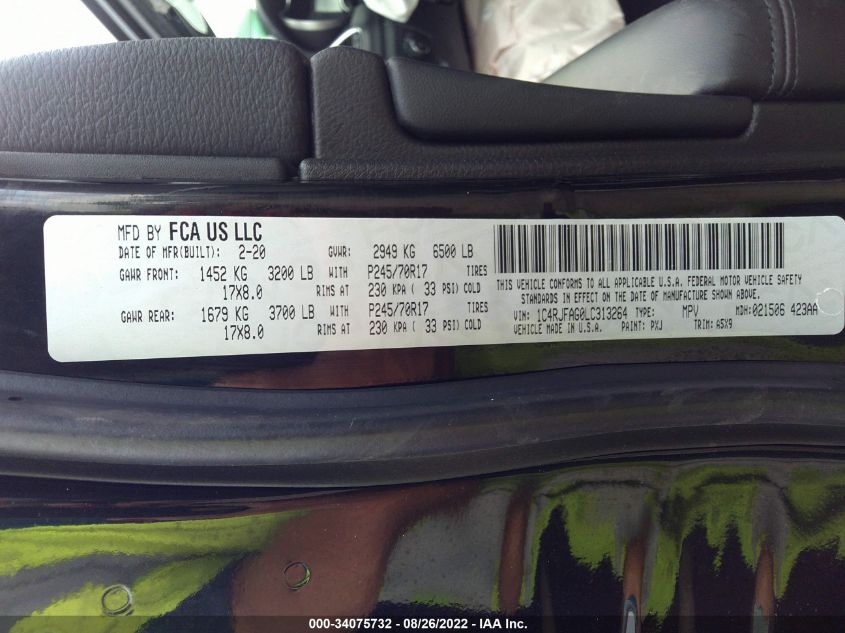 MFD BY FCA US LLC
DATE OF MFR(BUILT): 2-20 GVWR: 2949 KG 6500 LB
GAWR FRONT: 1452 KG 3200 LB WITH P245/70R17 TIRES
17X8.0 RIMS AT 230 KPA ( 33 PSI) COLD
GAWR REAR: 1679 KG 3700 LB WITH P245/70R17 TIRES
17X8.0 RIMS AT 230 KPA ( 33 PSI) COLD
THIS VEHICLE CONFORMS TO ALL APPLICABLE U.S.A. FEDERAL MOTOR VEHICLE SAFETY
STANDARDS IN EFFECT ON THE DATE OF MANUFACTURE SHOWN ABOVE.
VIN: 1C4RJFAG0LC313264 TYPE: MPV MDH: 021506 423AA
VEHICLE MADE IN U.S.A. PAINT: PXJ TRIM: A5X9
000-34075732 - 08/26/2022 - IAA Inc.